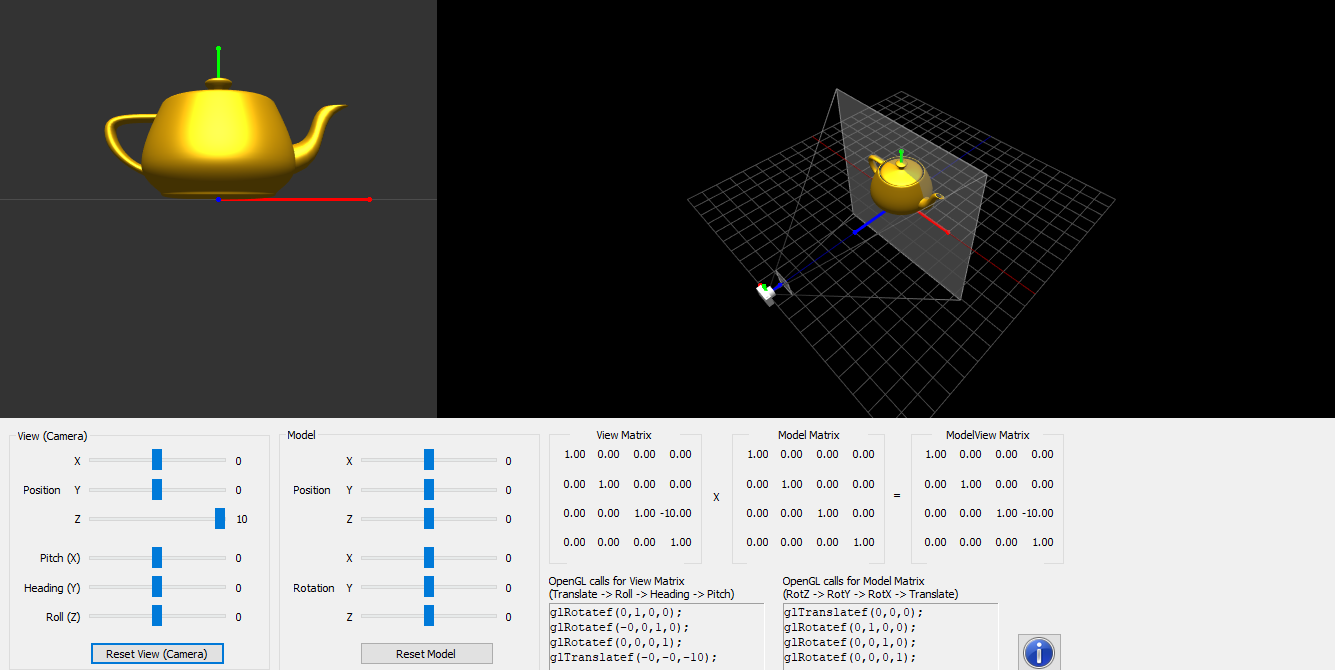 View (Camera)
X 0
Position Y 0
Z 10
Pitch (X) 0
Heading (Y) 0
Roll (Z) 0
Reset View (Camera)
Model
X 0
Position Y 0
Z 0
X 0
Rotation Y 0
Z 0
Reset Model
View Matrix
1.00 0.00 0.00 0.00
0.00 1.00 0.00 0.00
0.00 0.00 1.00 -10.00
0.00 0.00 0.00 1.00
X
Model Matrix
1.00 0.00 0.00 0.00
0.00 1.00 0.00 0.00
0.00 0.00 1.00 0.00
0.00 0.00 0.00 1.00
=
ModelView Matrix
1.00 0.00 0.00 0.00
0.00 1.00 0.00 0.00
0.00 0.00 1.00 -10.00
0.00 0.00 0.00 1.00
OpenGL calls for View Matrix
(Translate -> Roll -> Heading -> Pitch)
glRotatef(0,1,0,0);
glRotatef(-0,0,1,0);
glRotatef(0,0,0,1);
glTranslatef(-0,-0,-10);
OpenGL calls for Model Matrix
(RotZ -> RotY -> RotX -> Translate)
glTranslatef(0,0,0);
glRotatef(0,1,0,0);
glRotatef(0,0,1,0);
glRotatef(0,0,0,1);
i